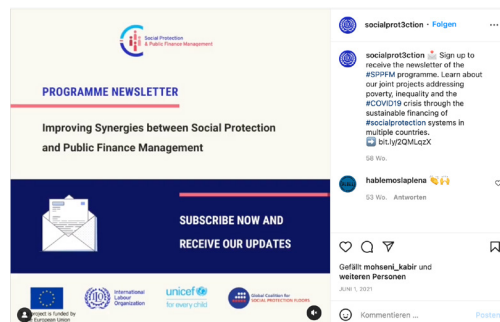 Social Protection
& Public Finance Management
PROGRAMME NEWSLETTER
Improving Synergies between Social Protection
and Public Finance Management
SUBSCRIBE NOW AND
RECEIVE OUR UPDATES
International
Labour
Organization
unicef
for every child
Global Coalition for
SOCIAL PROTECTION FLOORS
project is funded by
European Union
socialprot3ction • Folgen
socialprot3ction 📩 Sign up to
receive the newsletter of the
#SPPFM programme. Learn about
our joint projects addressing
poverty, inequality and the
#COVID19 crisis through the
sustainable financing of
#socialprotection systems in
multiple countries.
➡️ bit.ly/2QMLqzX
56 Wo.
hablemoslaplena 👏🙌
53 Wo. Antworten
Gefällt mohseni_kabir und
weiteren Personen
JUNI 1, 2021
Kommentieren ...
Posten